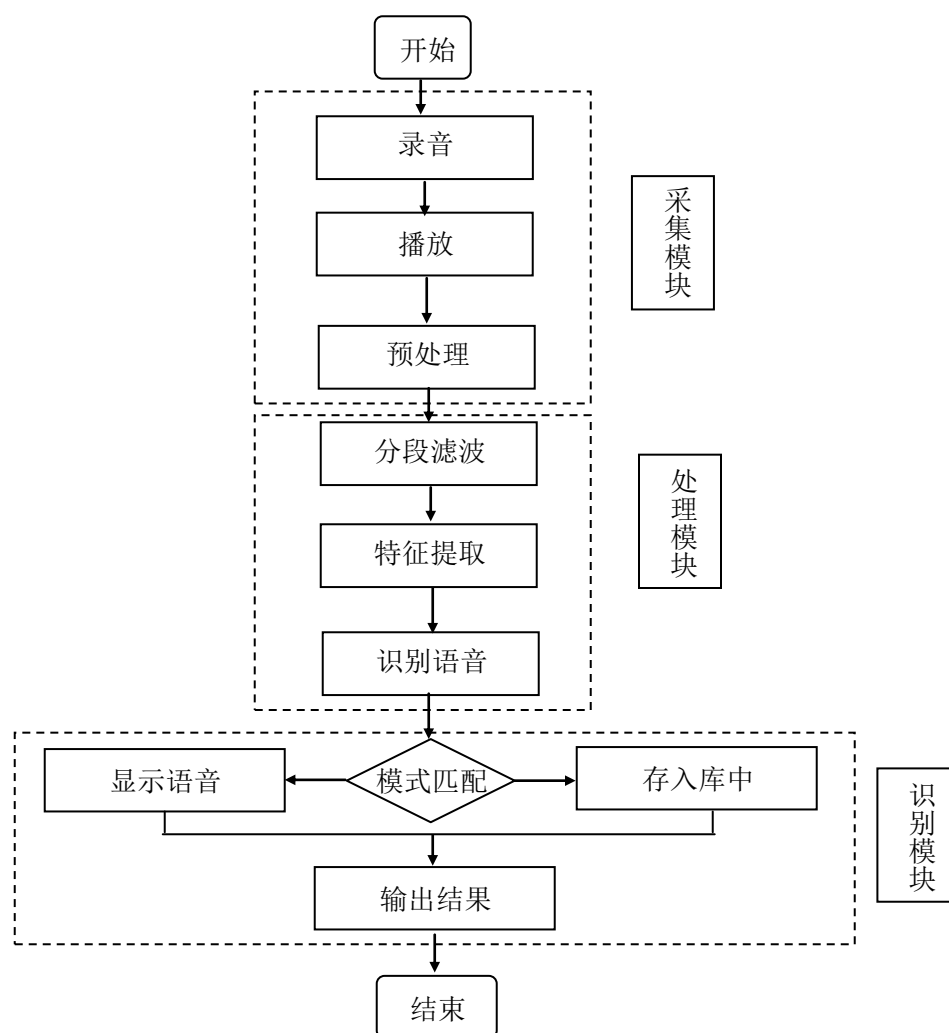 开始
录音
播放
预处理
采集模块
分段滤波
特征提取
识别语音
处理模块
显示语音
模式匹配
存入库中
输出结果
识别模块
结束